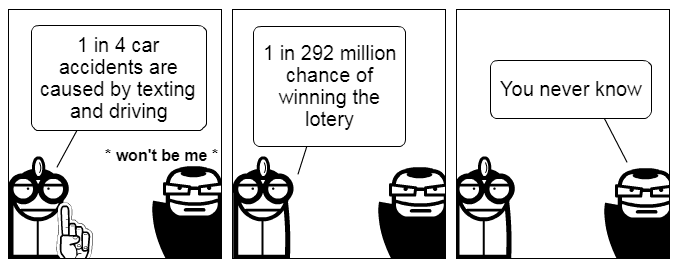 1 in 4 car
accidents are
caused by texting
and driving
* won't be me *
1 in 292 million
chance of
winning the
lotery
You never know